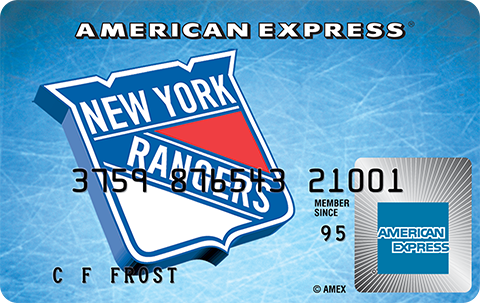 AMERICAN EXPRESS®
NEW YORK
RANGERS
3759 876543 21001
MEMBER
SINCE
95
AMERICAN
EXPRESS
C F FROST
© AMEX